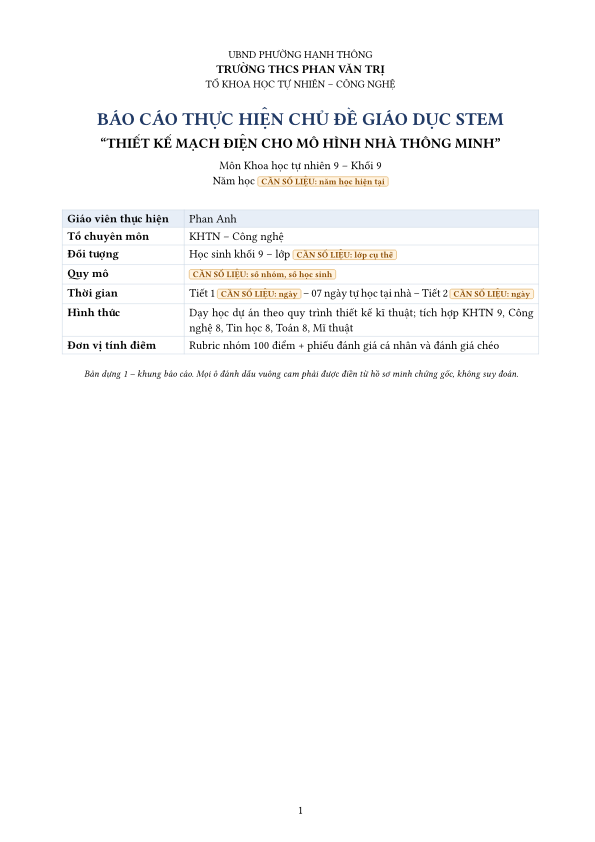 UBND PHƯỜNG HẠNH THÔNG
TRƯỜNG THCS PHAN VĂN TRỊ
TỔ KHOA HỌC TỰ NHIÊN – CÔNG NGHỆ
BÁO CÁO THỰC HIỆN CHỦ ĐỀ GIÁO DỤC STEM
“THIẾT KẾ MẠCH ĐIỆN CHO MÔ HÌNH NHÀ THÔNG MINH”
Môn Khoa học tự nhiên 9 – Khối 9
Năm học CẦN SỐ LIỆU: năm học hiện tại
Giáo viên thực hiện Phan Anh
Tổ chuyên môn KHTN – Công nghệ
Đối tượng Học sinh khối 9 – lớp CẦN SỐ LIỆU: lớp cụ thể
Quy mô CẦN SỐ LIỆU: số nhóm, số học sinh
Thời gian Tiết 1 CẦN SỐ LIỆU: ngày – 07 ngày tự học tại nhà – Tiết 2 CẦN SỐ LIỆU: ngày
Hình thức Dạy học dự án theo quy trình thiết kế kĩ thuật; tích hợp KHTN 9, Công
nghệ 8, Tin học 8, Toán 8, Mĩ thuật
Đơn vị tính điểm Rubric nhóm 100 điểm + phiếu đánh giá cá nhân và đánh giá chéo
Bản dựng 1 – khung báo cáo. Mọi ô đánh dấu vuông cam phải được điền từ hồ sơ minh chứng gốc, không suy đoán.
1